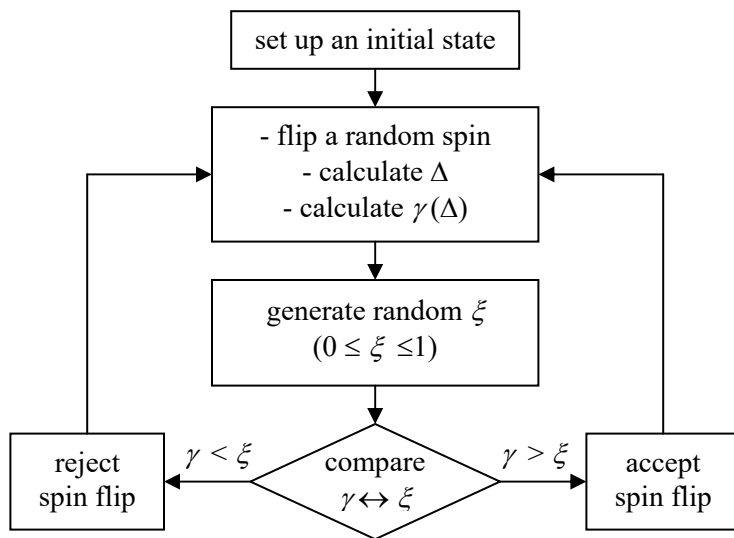 set up an initial state
- flip a random spin
- calculate Δ
- calculate γ(Δ)
generate random ξ
(0 ≤ ξ ≤1)
γ < ξ
compare
γ↔ ξ
γ > ξ
reject
spin flip
accept
spin flip